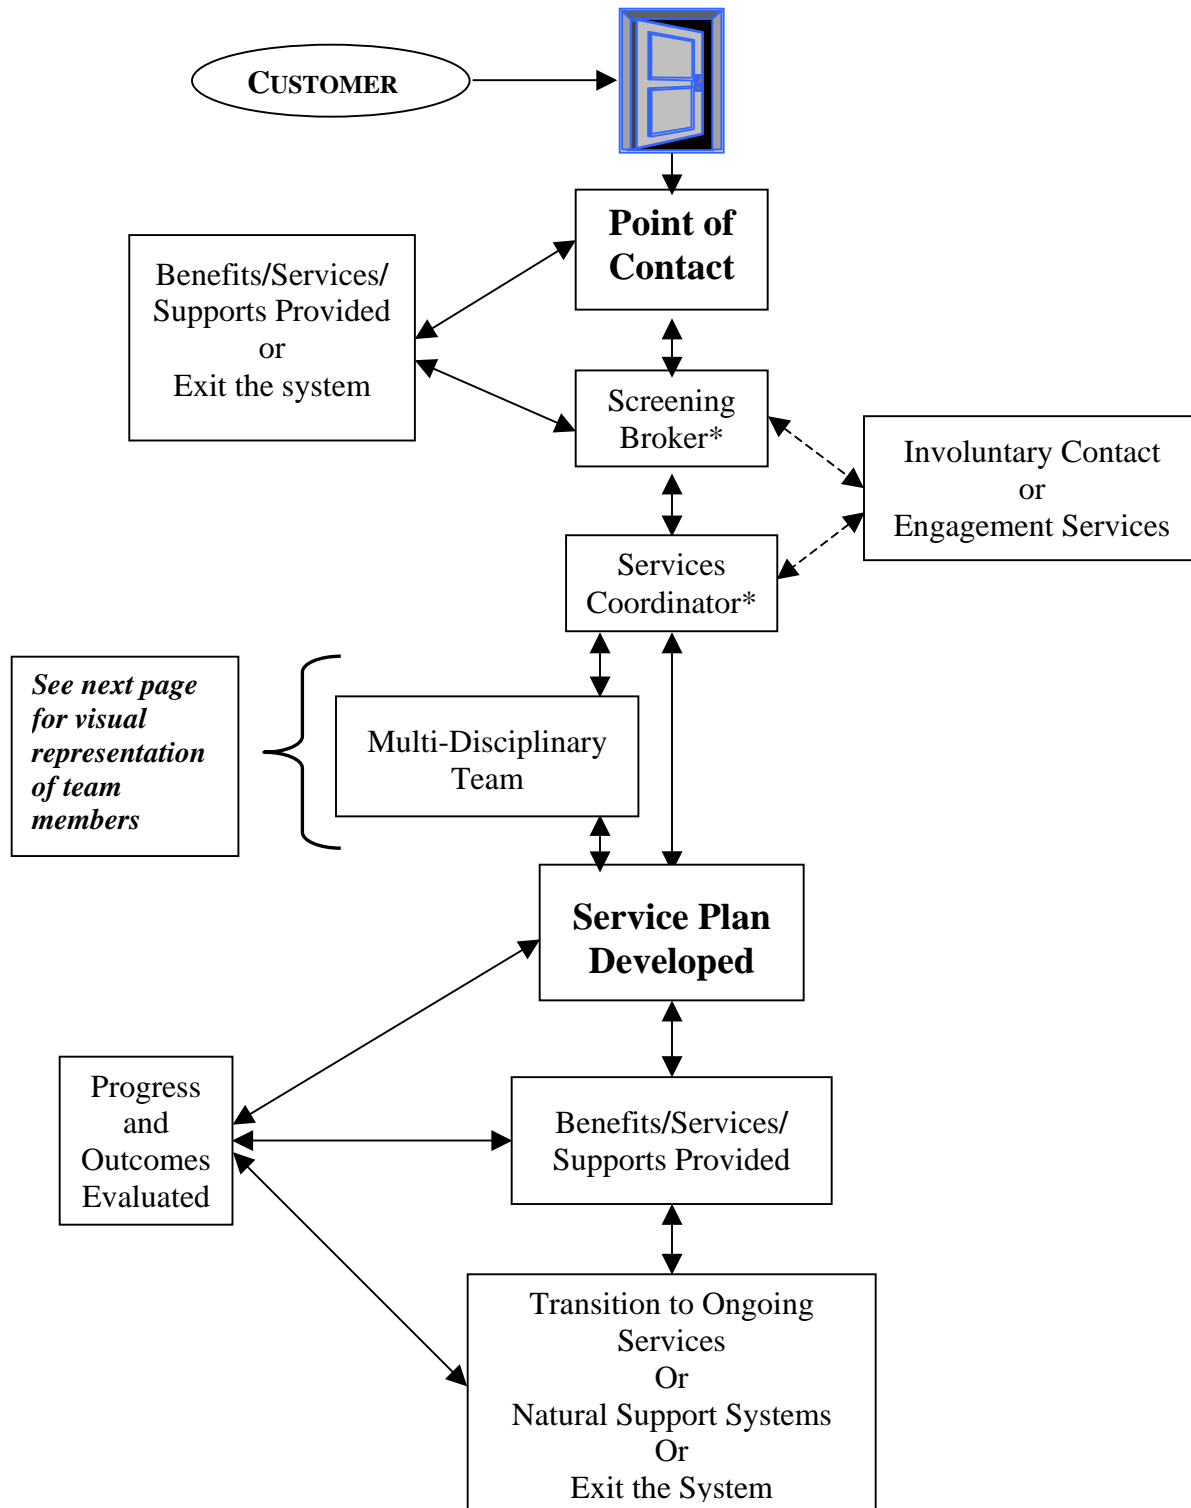 CUSTOMER
Point of
Contact
Benefits/Services/
Supports Provided
or
Exit the system
Screening
Broker*
Involuntary Contact
or
Engagement Services
Services
Coordinator*
See next page
for visual
representation
of team
members
Multi-Disciplinary
Team
Service Plan
Developed
Progress
and
Outcomes
Evaluated
Benefits/Services/
Supports Provided
Transition to Ongoing
Services
Or
Natural Support Systems
Or
Exit the System